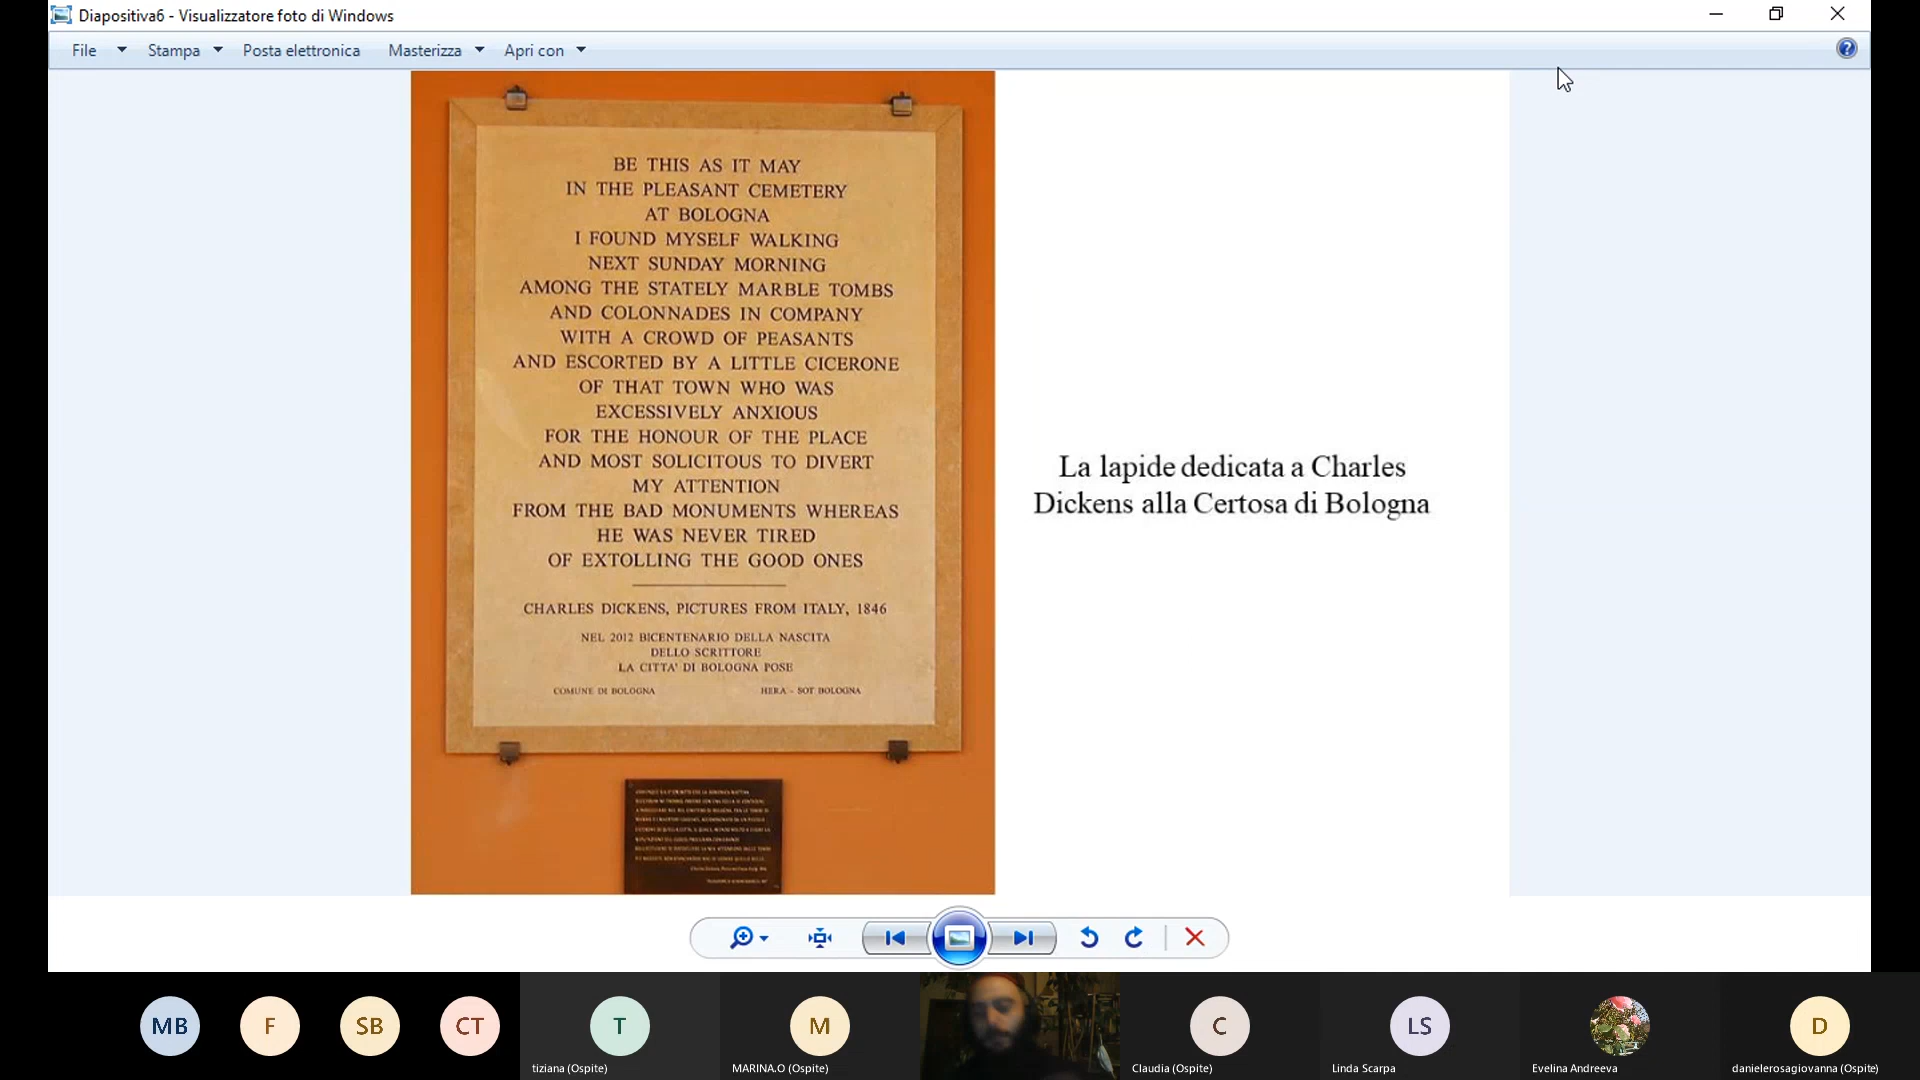 Diapositiva6 - Visualizzatore foto di Windows
File Stampa Posta elettronica Masterizza Apri con
BE THIS AS IT MAY
IN THE PLEASANT CEMETERY
AT BOLOGNA
I FOUND MYSELF WALKING
NEXT SUNDAY MORNING
AMONG THE STATELY MARBLE TOMBS
AND COLONNADES IN COMPANY
WITH A CROWD OF PEASANTS
AND ESCORTED BY A LITTLE CICERONE
OF THAT TOWN WHO WAS
EXCESSIVELY ANXIOUS
FOR THE HONOUR OF THE PLACE
AND MOST SOLICITOUS TO DIVERT
MY ATTENTION
FROM THE BAD MONUMENTS WHEREAS
HE WAS NEVER TIRED
OF EXTOLLING THE GOOD ONES
CHARLES DICKENS, PICTURES FROM ITALY, 1846
NEL 2012 BICENTENARIO DELLA NASCITA
DELLO SCRITTORE
LA CITTA' DI BOLOGNA POSE
COMUNE DI BOLOGNA HERA - SOT BOLOGNA
La lapide dedicata a Charles
Dickens alla Certosa di Bologna
MB F SB CT T M C LS D
tiziana (Ospite) MARINA.O (Ospite) Claudia (Ospite) Linda Scarpa Evelina Andreeva danielerosagiovanna (Ospite)